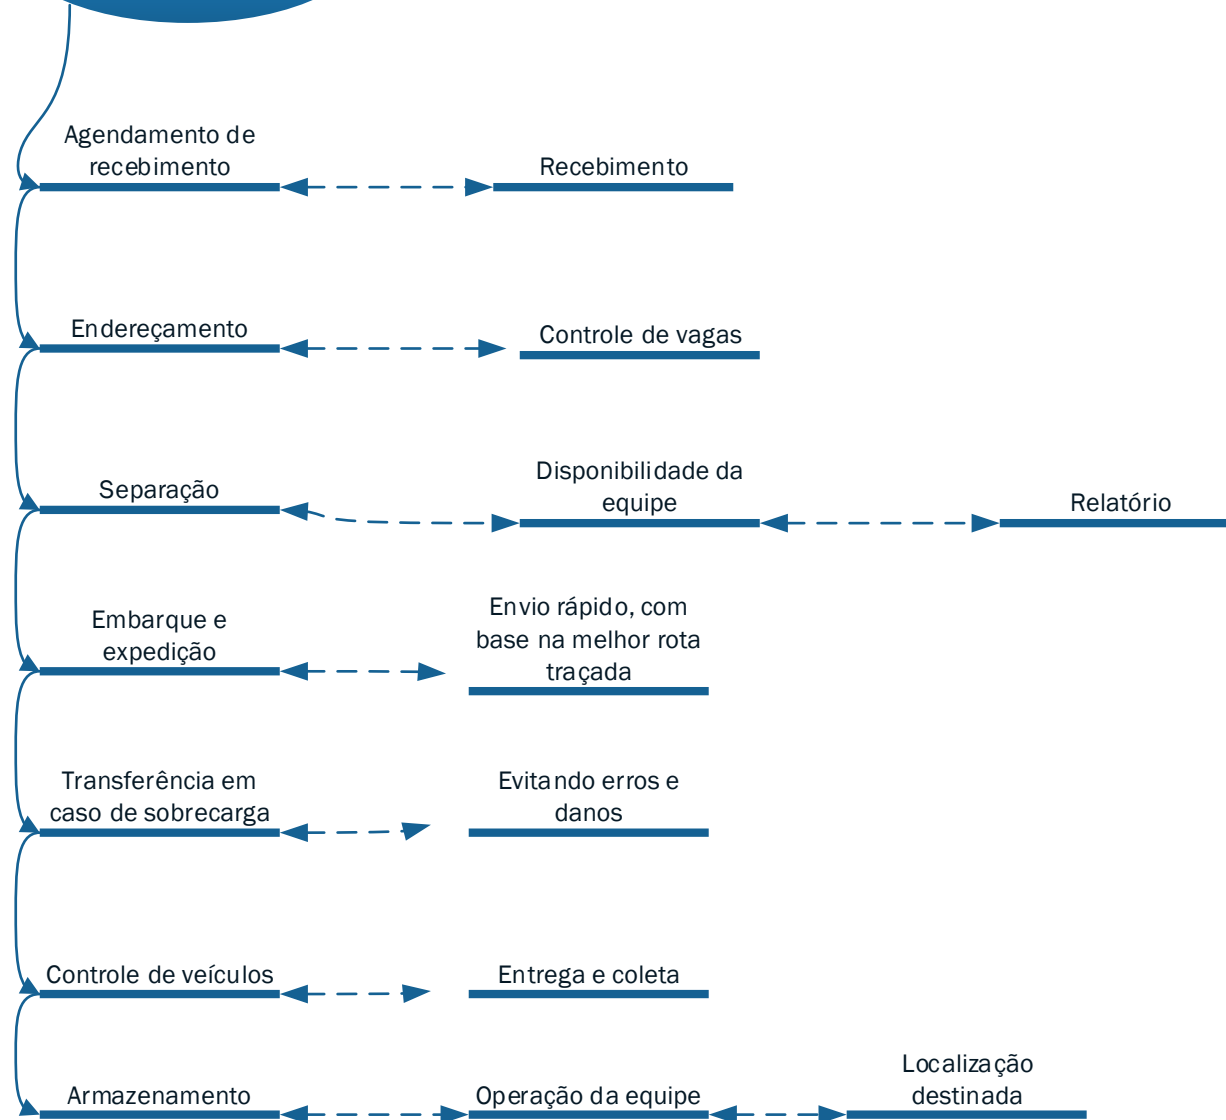 Agendamento de
recebimento
Recebimento
Endereçamento
Controle de vagas
Separação
Disponibilidade da
equipe
Relatório
Embarque e
expedição
Envio rápido, com
base na melhor rota
traçada
Transferência em
caso de sobrecarga
Evitando erros e
danos
Controle de veículos
Entrega e coleta
Armazenamento
Operação da equipe
Localização
destinada